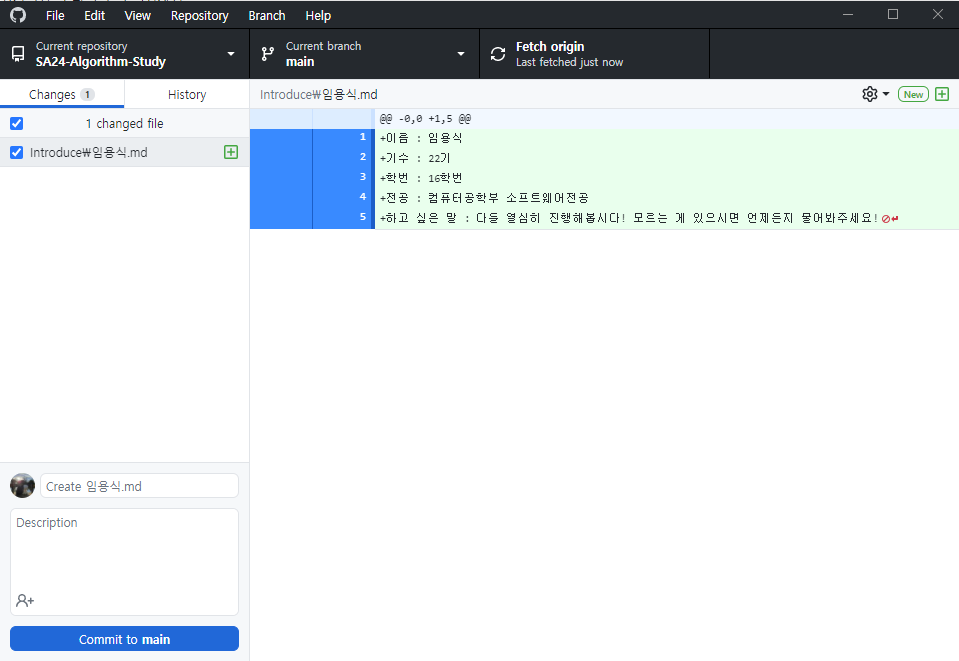 File Edit View Repository Branch Help
Current repository
SA24-Algorithm-Study
Current branch
main
Fetch origin
Last fetched just now
Changes 1 History
Introduce₩임용식.md
New
1 changed file
Introduce₩임용식.md
@@ -0,0 +1,5 @@
1 +이름 : 임용식
2 +기수 : 22기
3 +학번 : 16학번
4 +전공 : 컴퓨터공학부 소프트웨어전공
5 +하고 싶은 말 : 다들 열심히 진행해봅시다! 모르는 게 있으시면 언제든지 물어봐주세요!
Create 임용식.md
Description
Commit to main